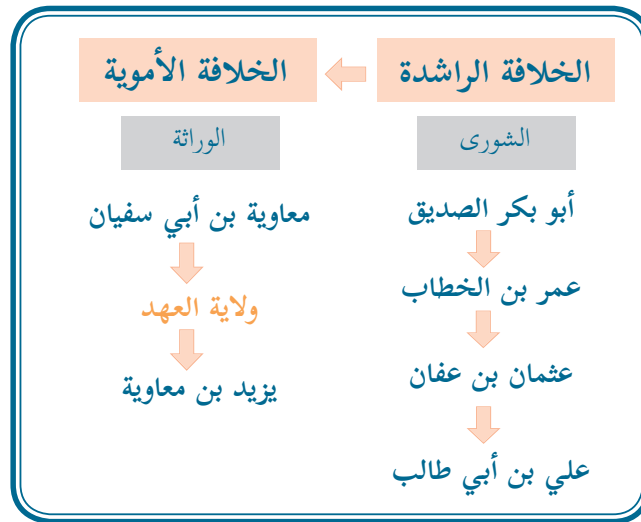 الخلافة الراشدة
الخلافة الأموية
الشورى
الوراثة
أبو بكر الصديق
عمر بن الخطاب
عثمان بن عفان
علي بن أبي طالب
معاوية بن أبي سفيان
ولاية العهد
يزيد بن معاوية